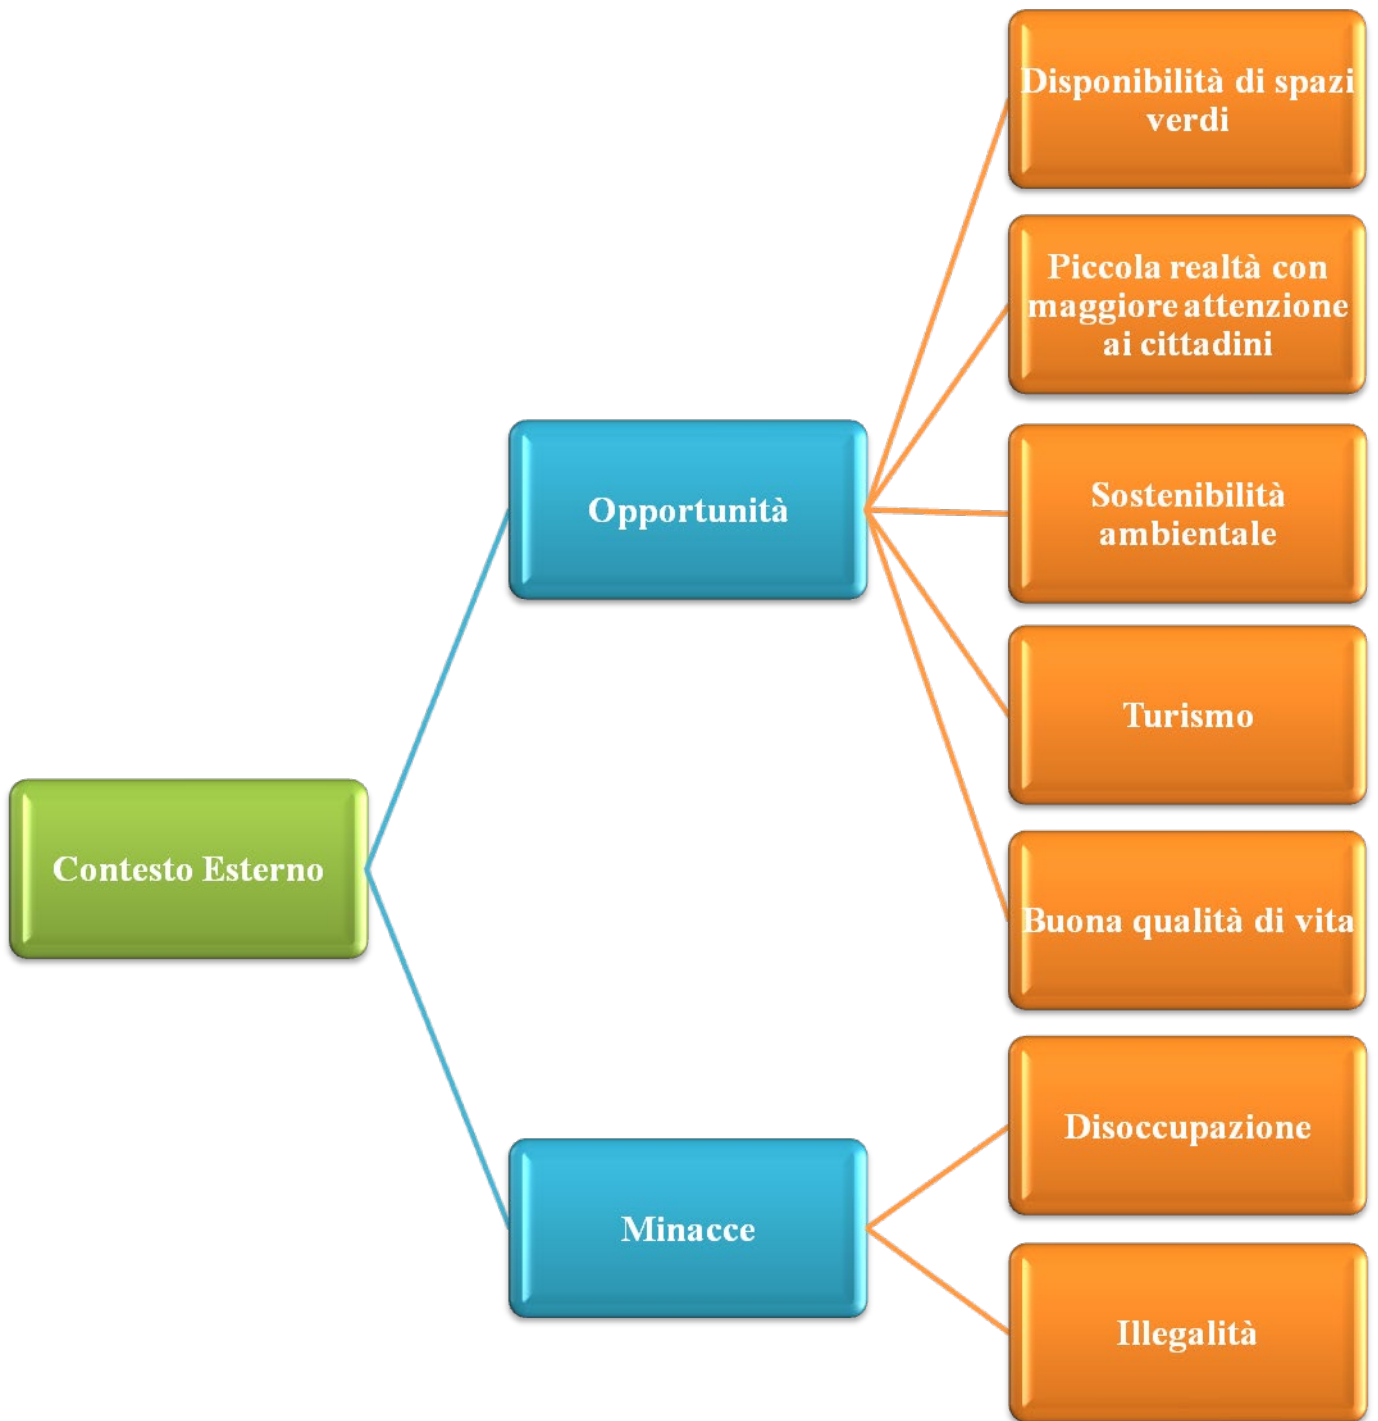 Disponibilità di spazi
verdi
Piccola realtà con
maggiore attenzione
ai cittadini
Opportunità
Sostenibilità
ambientale
Turismo
Contesto Esterno
Buona qualità di vita
Disoccupazione
Minacce
Illegalità